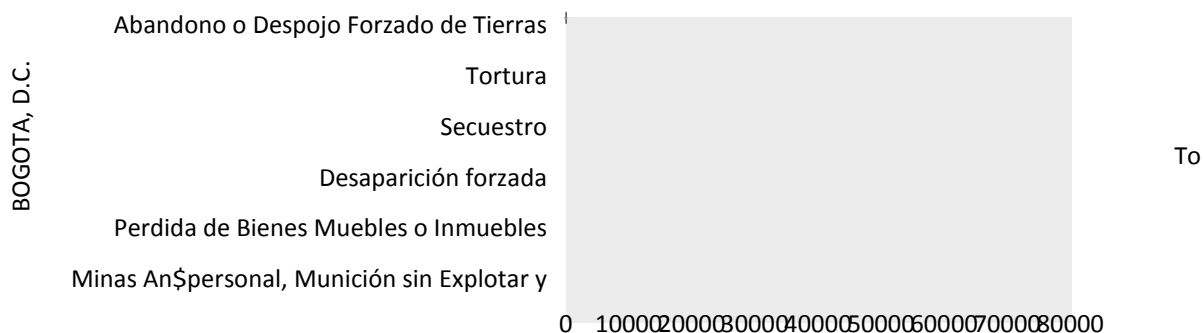 BOGOTA, D.C.
Abandono o Despojo Forzado de Tierras
Tortura
Secuestro
Desaparición forzada
Perdida de Bienes Muebles o Inmuebles
Minas An$personal, Munición sin Explotar y
To
0 10000 20000 30000 40000 50000 60000 70000 80000